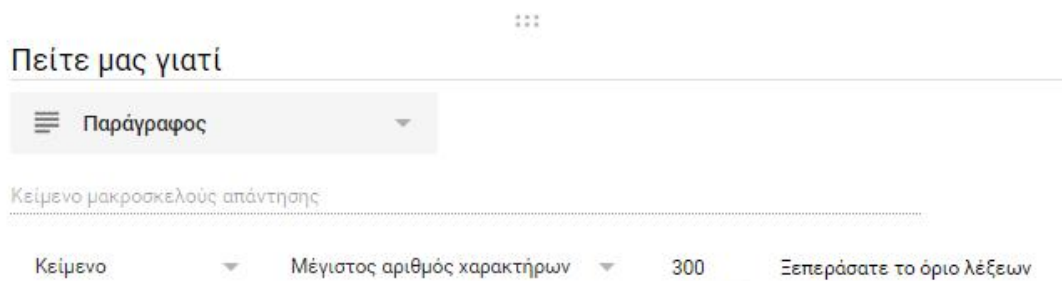 Πείτε μας γιατί
Παράγραφος
Κείμενο μακροσκελούς απάντησης
Κείμενο Μέγιστος αριθμός χαρακτήρων 300 Ξεπεράσατε το όριο λέξεων